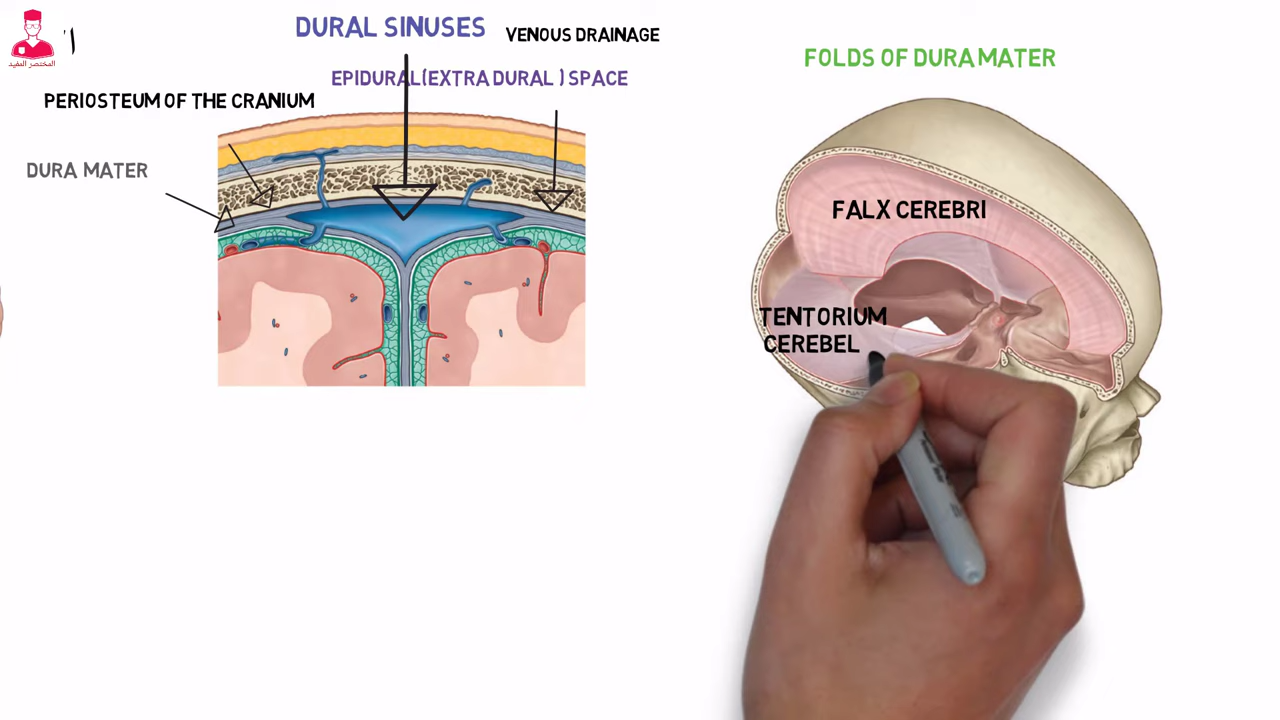 المختصر المفيد
DURAL SINUSES
VENOUS DRAINAGE
EPIDURAL(EXTRA DURAL ) SPACE
PERIOSTEUM OF THE CRANIUM
DURA MATER
FOLDS OF DURA MATER
FALX CEREBRI
TENTORIUM
CEREBEL